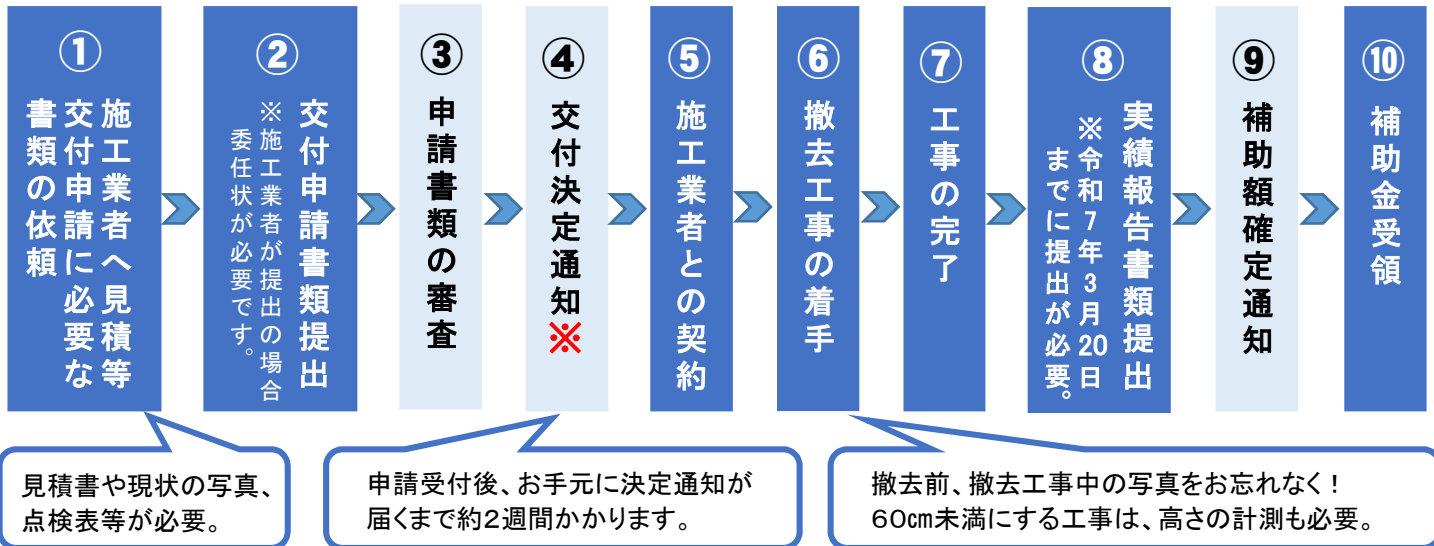 ①
施工業者へ見積等
交付申請に必要な
書類の依頼
②
交付申請書類提出
※施工業者が提出の場合
委任状が必要です。
③
申請書類の審査
④
交付決定通知※
⑤
施工業者との契約
⑥
撤去工事の着手
⑦
工事の完了
⑧
実績報告書類提出
※令和7年3月20日
までに提出が必要。
⑨
補助額確定通知
⑩
補助金受領
見積書や現状の写真、
点検表等が必要。
申請受付後、お手元に決定通知が
届くまで約2週間かかります。
撤去前、撤去工事中の写真をお忘れなく！
60㎝未満にする工事は、高さの計測も必要。